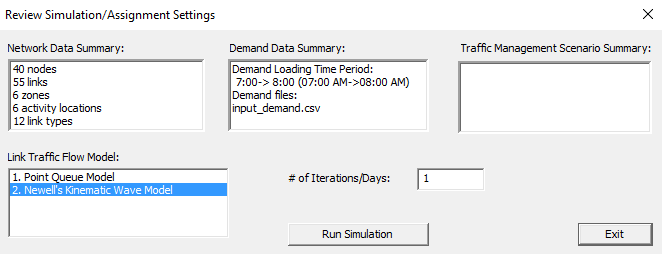 Review Simulation/Assignment Settings
Network Data Summary:
40 nodes
55 links
6 zones
6 activity locations
12 link types
Demand Data Summary:
Demand Loading Time Period:
7:00-> 8:00 (07:00 AM->08:00 AM)
Demand files:
input_demand.csv
Traffic Management Scenario Summary:
Link Traffic Flow Model:
1. Point Queue Model
2. Newell's Kinematic Wave Model
# of Iterations/Days:
1
Run Simulation
Exit